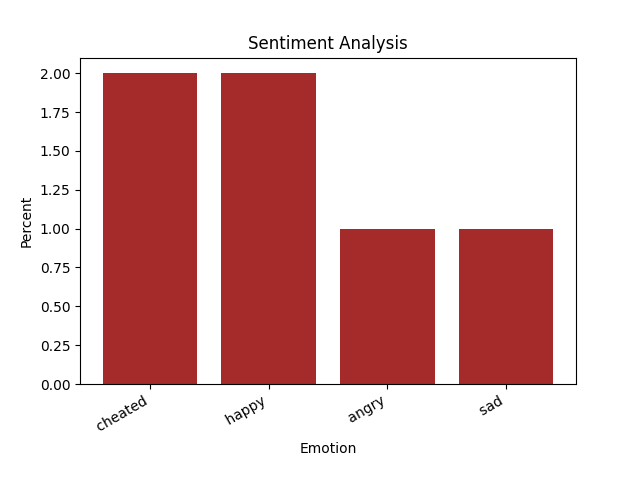 Sentiment Analysis
Percent
2.00
1.75
1.50
1.25
1.00
0.75
0.50
0.25
0.00
cheated
happy
angry
sad
Emotion